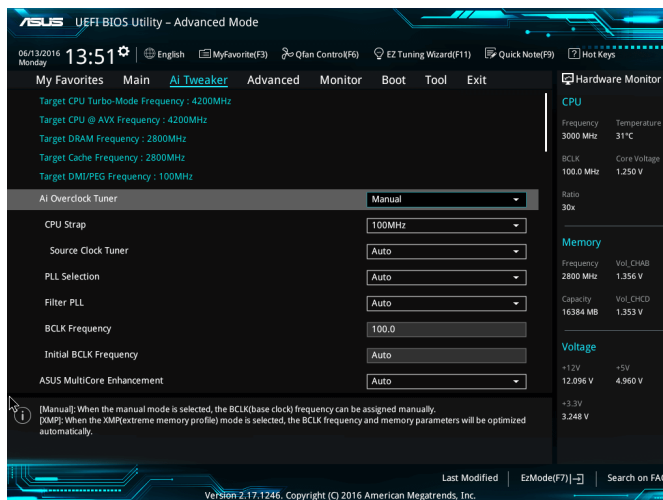 ASUS UEFI BIOS Utility – Advanced Mode
06/13/2016 Monday 13:51 English MyFavorite(F3) Qfan Control(F6) EZ Tuning Wizard(F11) Quick Note(F9) ? Hot Keys
My Favorites Main Ai Tweaker Advanced Monitor Boot Tool Exit
Target CPU Turbo-Mode Frequency : 4200MHz
Target CPU @ AVX Frequency : 4200MHz
Target DRAM Frequency : 2800MHz
Target Cache Frequency : 2800MHz
Target DMI/PEG Frequency : 100MHz
Ai Overclock Tuner Manual
CPU Strap 100MHz
Source Clock Tuner Auto
PLL Selection Auto
Filter PLL Auto
BCLK Frequency 100.0
Initial BCLK Frequency Auto
ASUS MultiCore Enhancement Auto
[Manual]: When the manual mode is selected, the BCLK(base clock) frequency can be assigned manually.
[XMP]: When the XMP(extreme memory profile) mode is selected, the BCLK frequency and memory parameters will be optimized
automatically.
Hardware Monitor
CPU
Frequency Temperature
3000 MHz 31°C
BCLK Core Voltage
100.0 MHz 1.250 V
Ratio
30x
Memory
Frequency Vol_CHAB
2800 MHz 1.356 V
Capacity Vol_CHCD
16384 MB 1.353 V
Voltage
+12V +5V
12.096 V 4.960 V
+3.3V
3.248 V
Last Modified EzMode(F7) Search on FA
Version 2.17.1246. Copyright (C) 2016 American Megatrends, Inc.